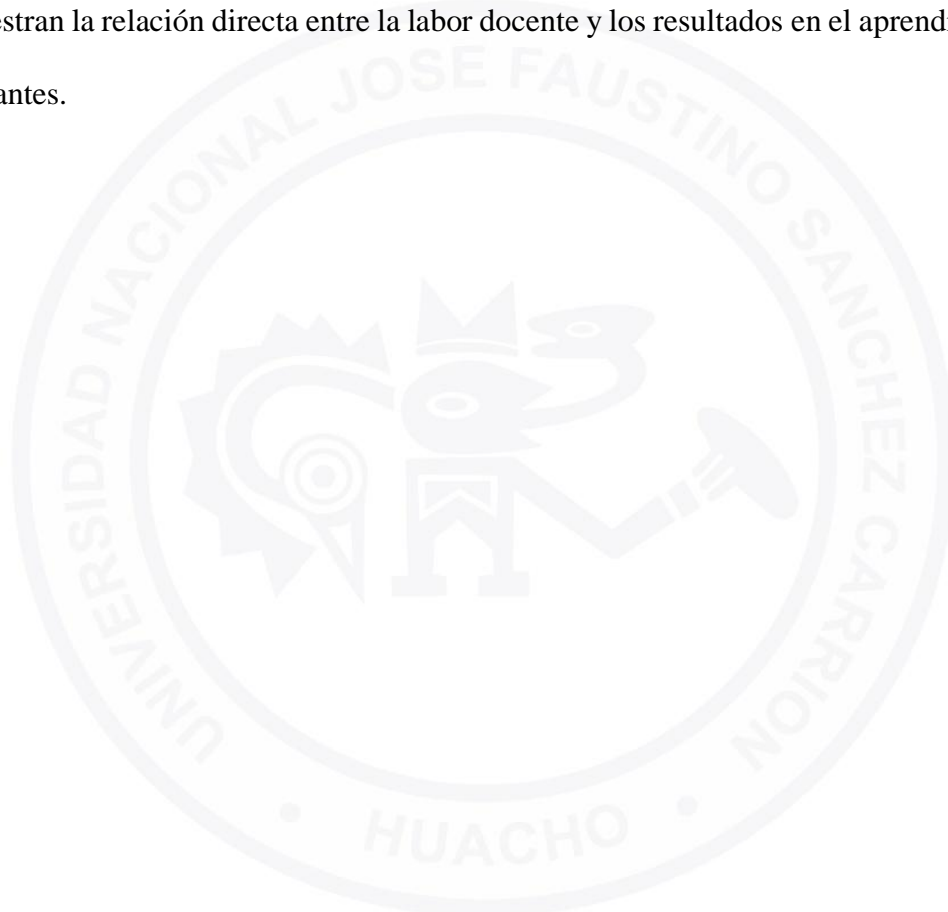 estran la relación directa entre la labor docente y los resultados en el aprend
antes.
UNIVERSIDAD NACIONAL JOSE FAUSTINO SANCHEZ CARRION
• HUACHO •